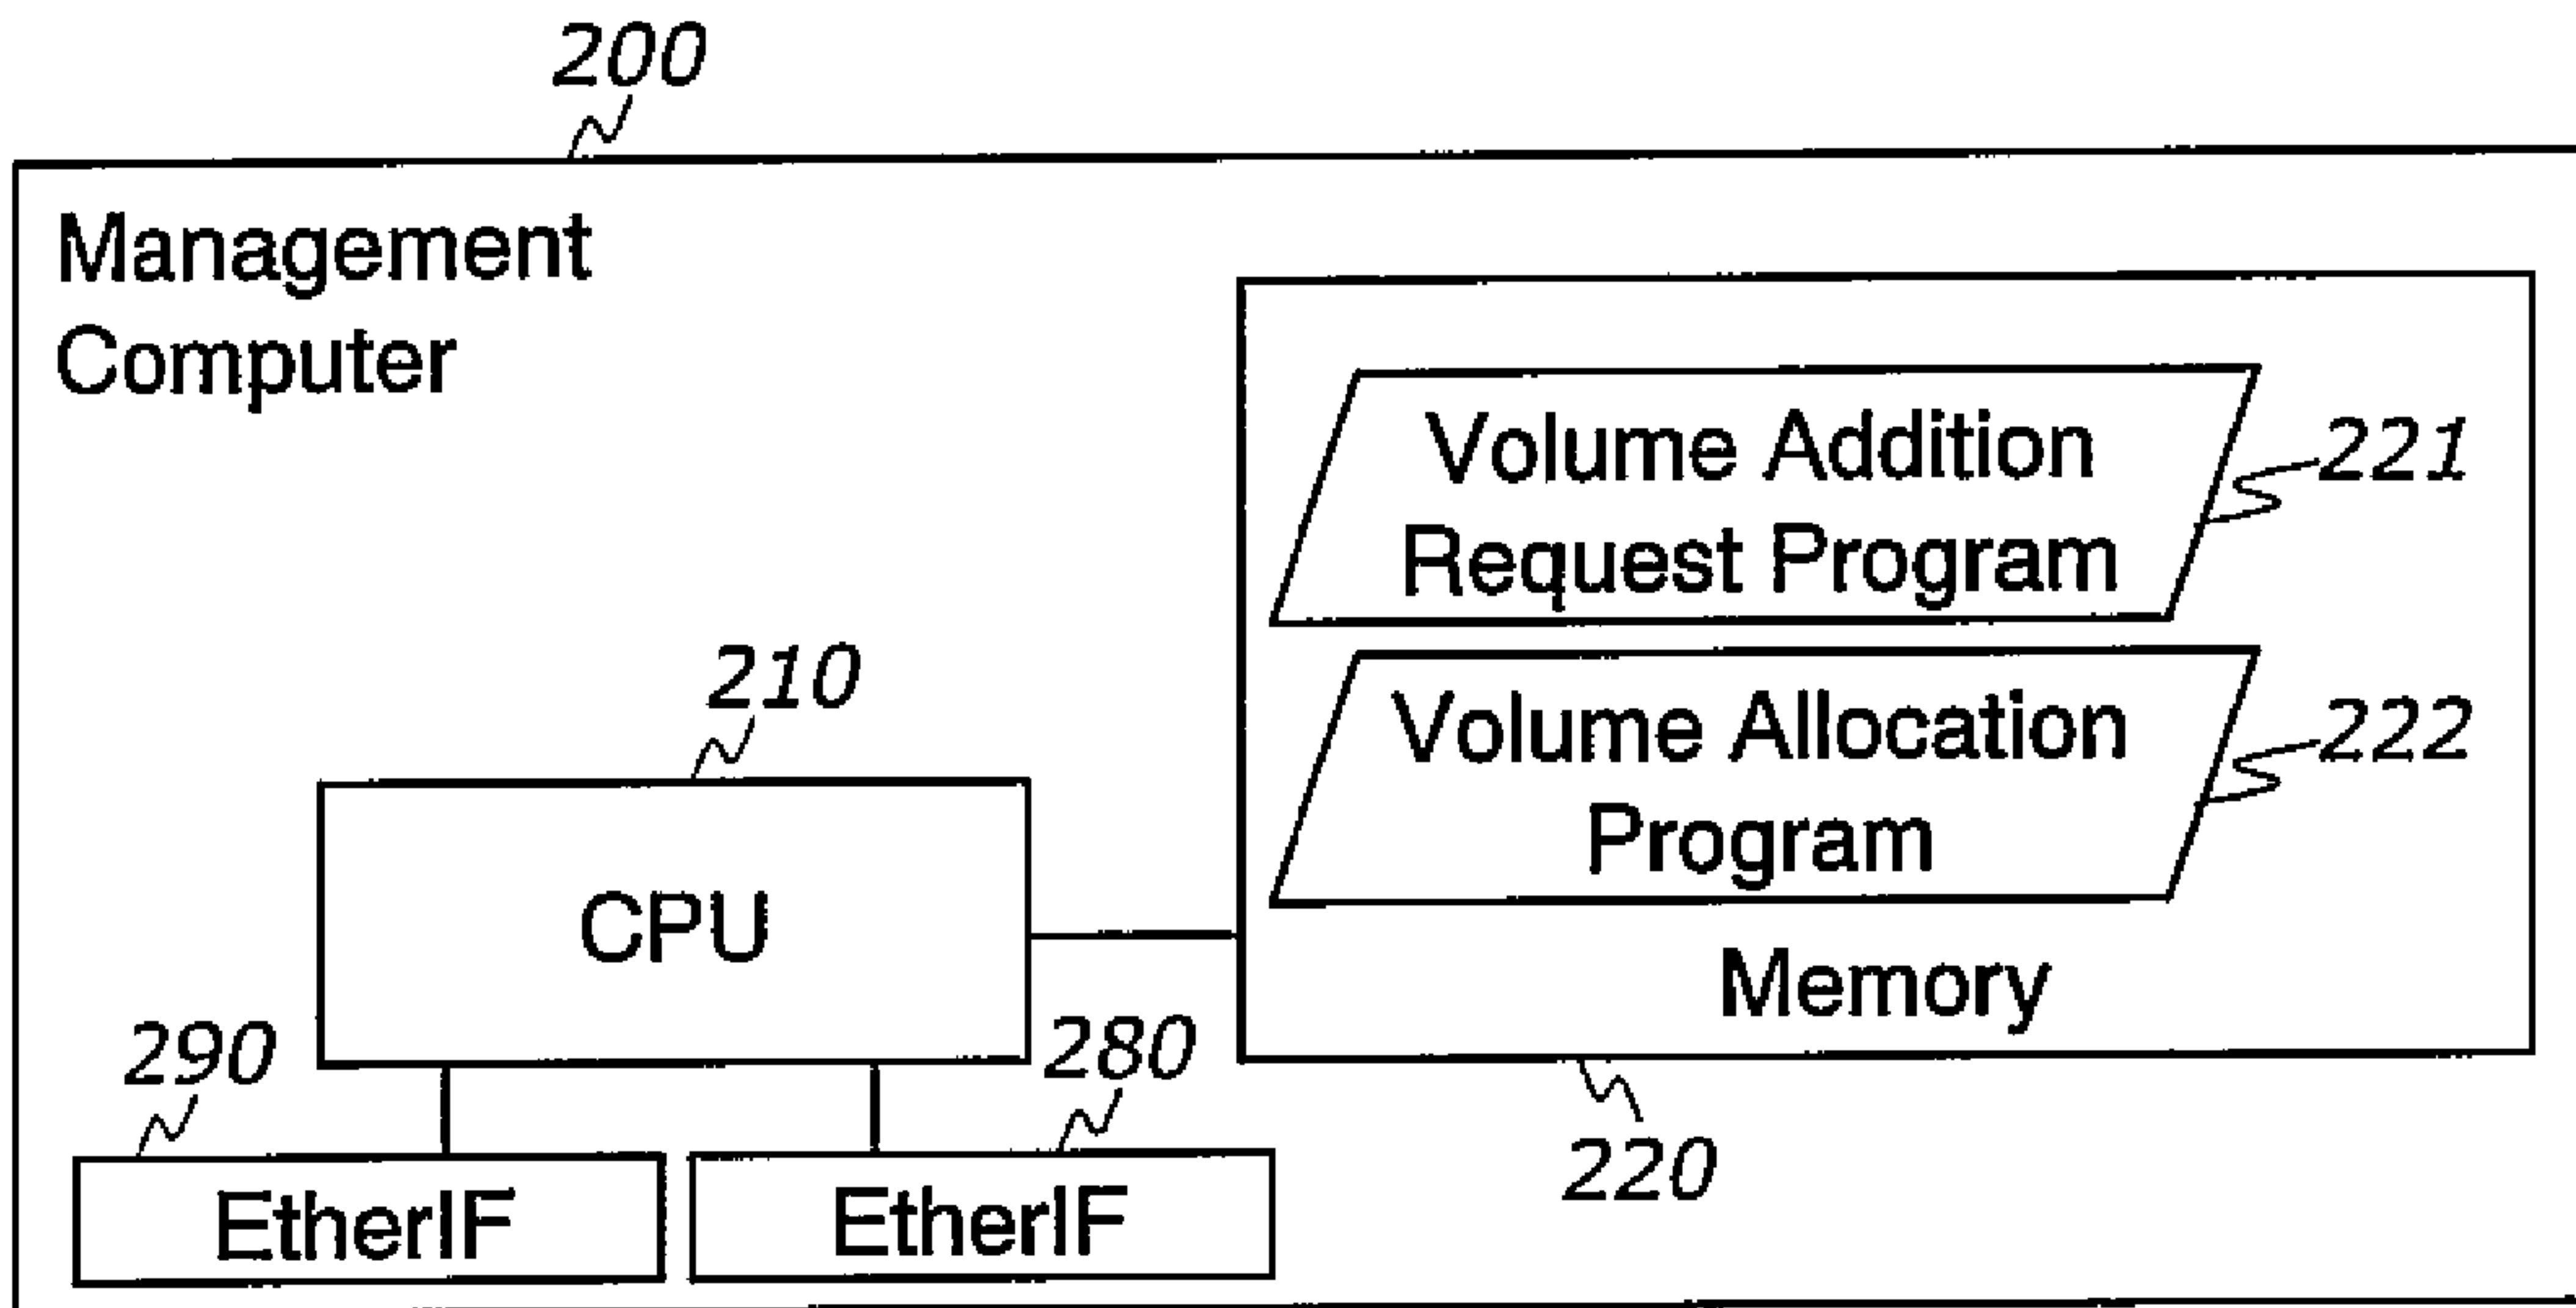 200
Management
Computer
Volume Addition
Request Program
221
Volume Allocation
Program
222
210
CPU
Memory
290
280
EtherIF
EtherIF
220